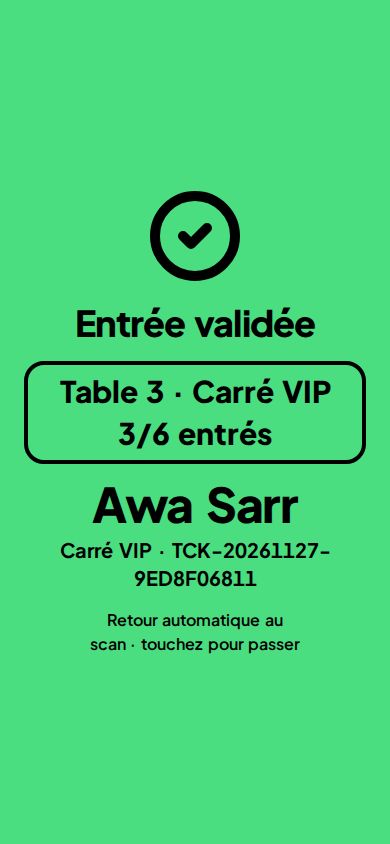 Entrée validée
Table 3 · Carré VIP
3/6 entrés
Awa Sarr
Carré VIP · TCK-20261127-
9ED8F06811
Retour automatique au
scan · touchez pour passer